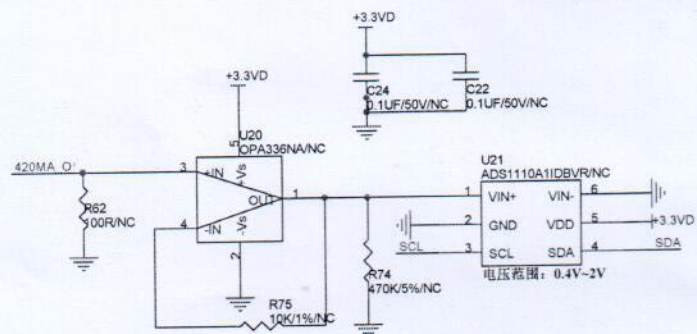 +3.3VD
+3.3VD
C24
0.1UF/50V/NC
C22
0.1UF/50V/NC
U20
OPA336NA/NC
5
420MA_O
3
+IN
+Vs
OUT
1
4
-IN
-Vs
2
R62
100R/NC
R75
10K/1%/NC
R74
470K/5%/NC
U21
ADS1110A1IDBVR/NC
1
VIN+
VIN-
6
2
GND
VDD
5
+3.3VD
SCL
3
SCL
SDA
4
SDA
电压范围：0.4V~2V